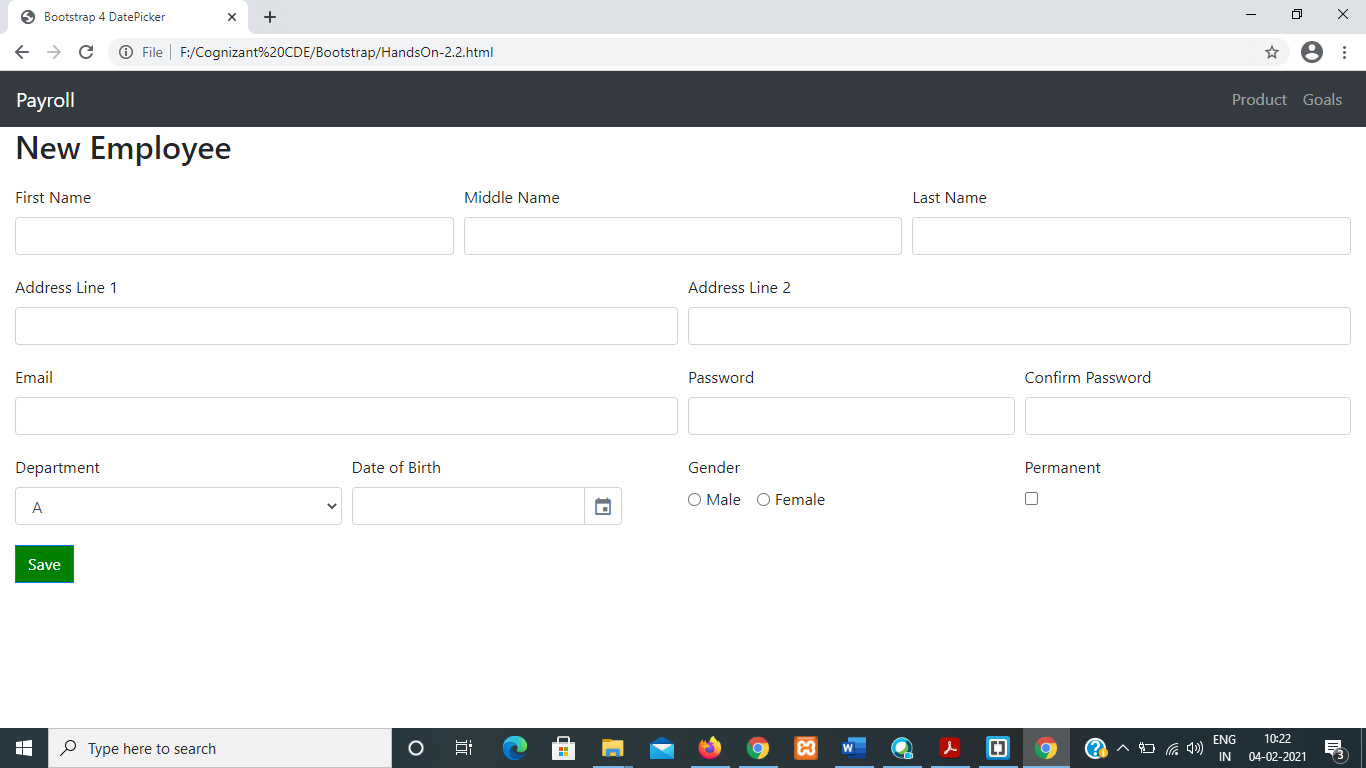 Bootstrap 4 DatePicker
File F:/Cognizant%20CDE/Bootstrap/HandsOn-2.2.html
Payroll Product Goals
New Employee
First Name Middle Name Last Name
Address Line 1 Address Line 2
Email Password Confirm Password
Department Date of Birth Gender Permanent
A Male Female
Save
Type here to search
ENG 10:22
IN 04-02-2021
3